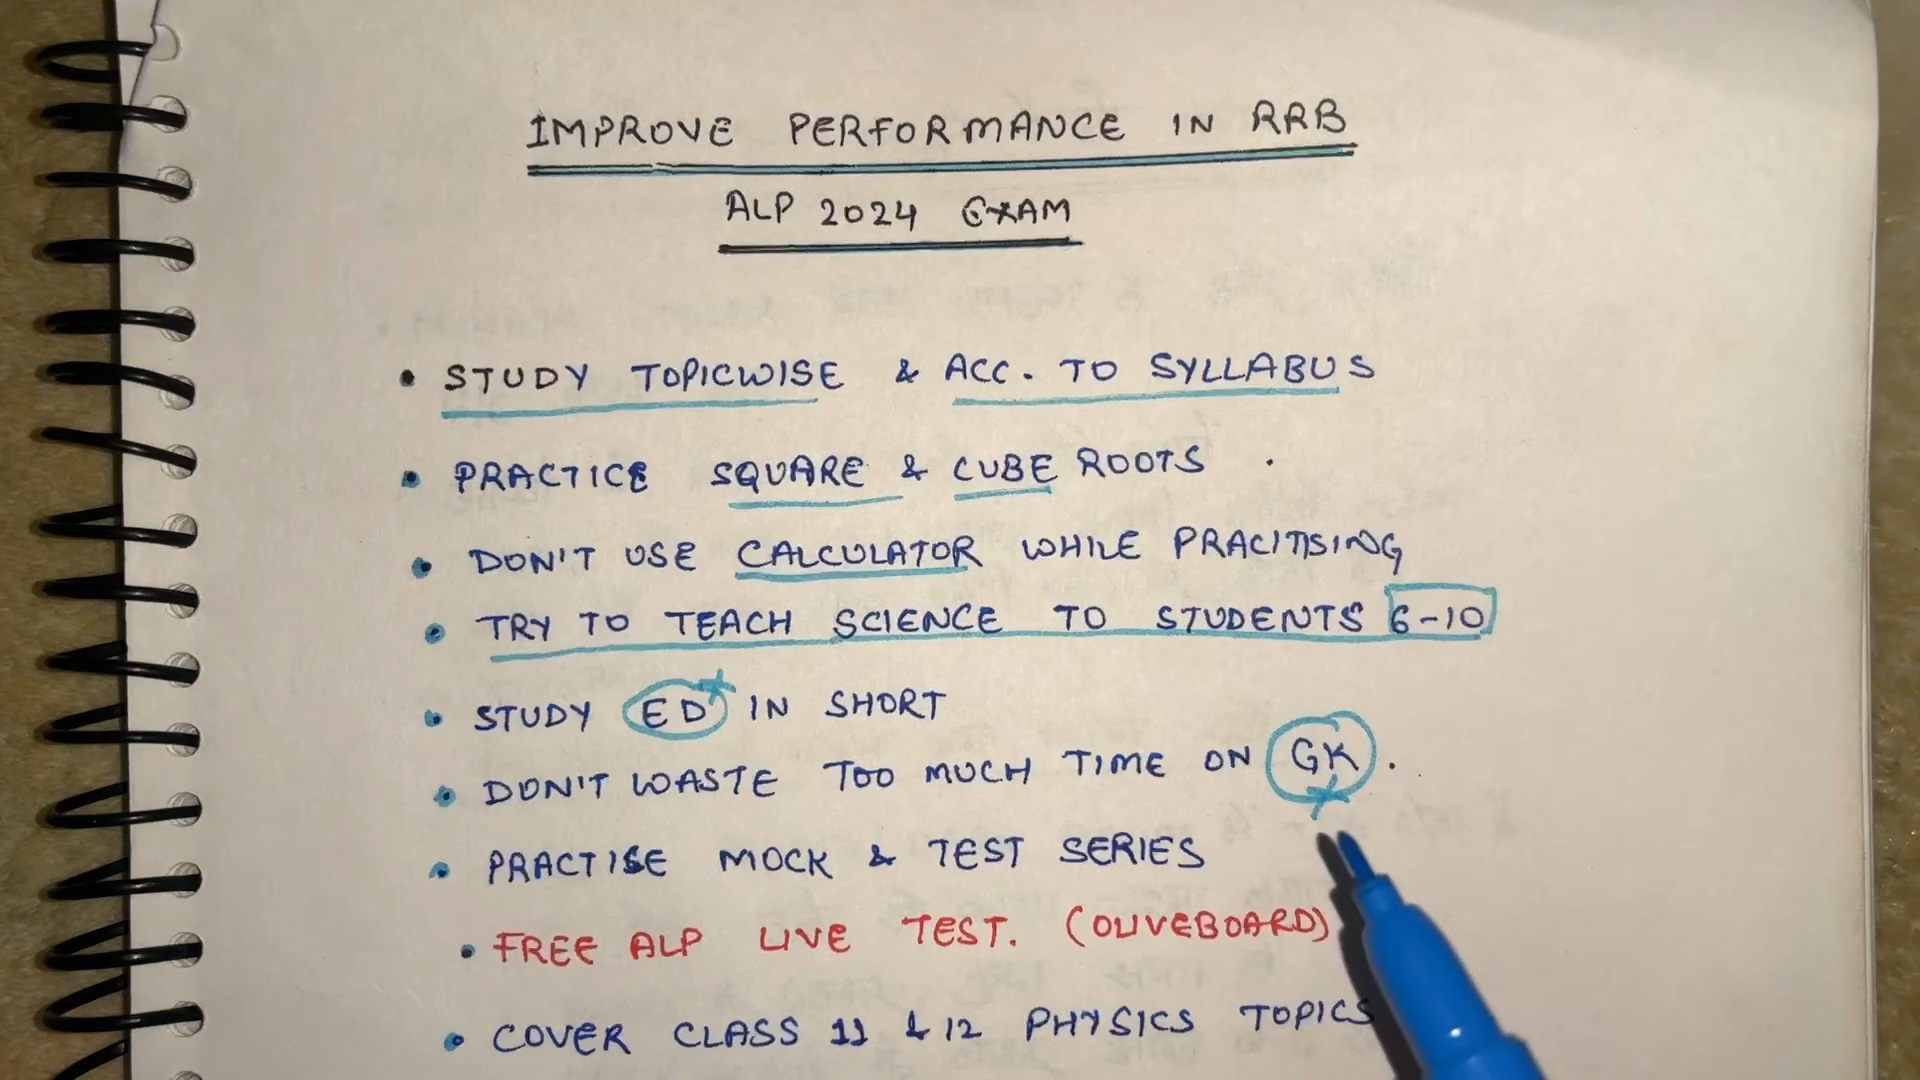 IMPROVE PERFORMANCE IN RRB
ALP 2024 EXAM
• STUDY TOPICWISE & ACC. TO SYLLABUS
• PRACTICE SQUARE & CUBE ROOTS .
• DON'T USE CALCULATOR WHILE PRACITISING
• TRY TO TEACH SCIENCE TO STUDENTS 6-10
• STUDY ED IN SHORT
• DON'T WASTE TOO MUCH TIME ON GK.
• PRACTISE MOCK & TEST SERIES
• FREE ALP LIVE TEST. (OLIVEBOARD)
• COVER CLASS 11 & 12 PHYSICS TOPICS